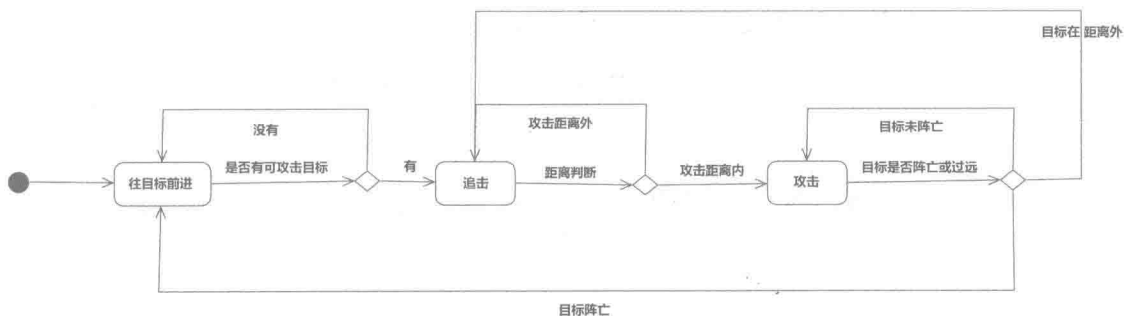 目标在 距离外
攻击距离外
目标未阵亡
没有
是否有可攻击目标
有
距离判断
攻击距离内
目标是否阵亡或过远
往目标前进
追击
攻击
目标阵亡